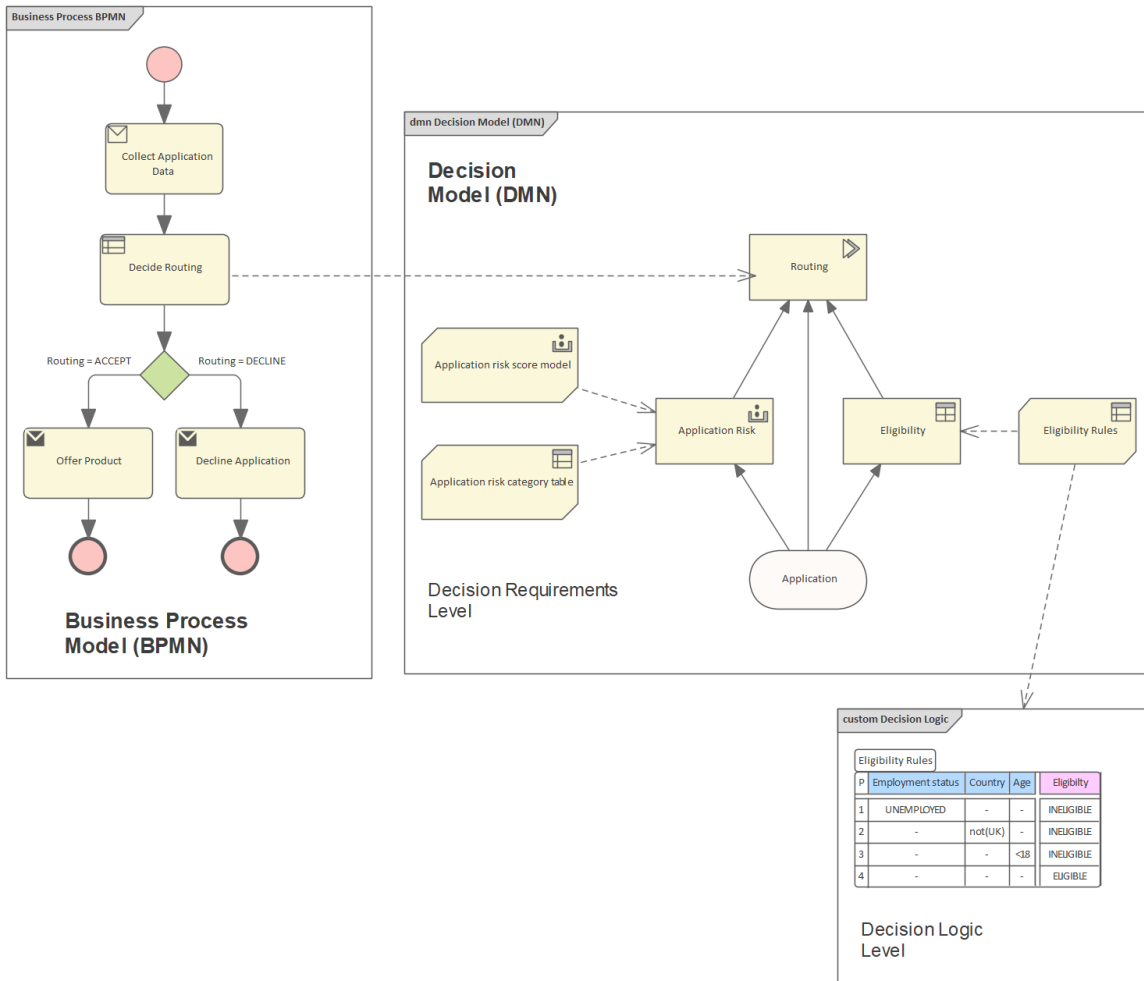 Business Process BPMN
Collect Application
Data
Decide Routing
Routing = ACCEPT
Routing = DECLINE
Offer Product
Decline Application
Business Process
Model (BPMN)
dmn Decision Model (DMN)
Decision
Model (DMN)
Routing
Application risk score model
Application Risk
Eligibility
Eligibility Rules
Application risk category table
Application
Decision Requirements
Level
custom Decision Logic
Eligibility Rules
P Employment status Country Age Eligibilty
1 UNEMPLOYED - - INELIGIBLE
2 - not(UK) - INELIGIBLE
3 - - <18 INELIGIBLE
4 - - - ELIGIBLE
Decision Logic
Level